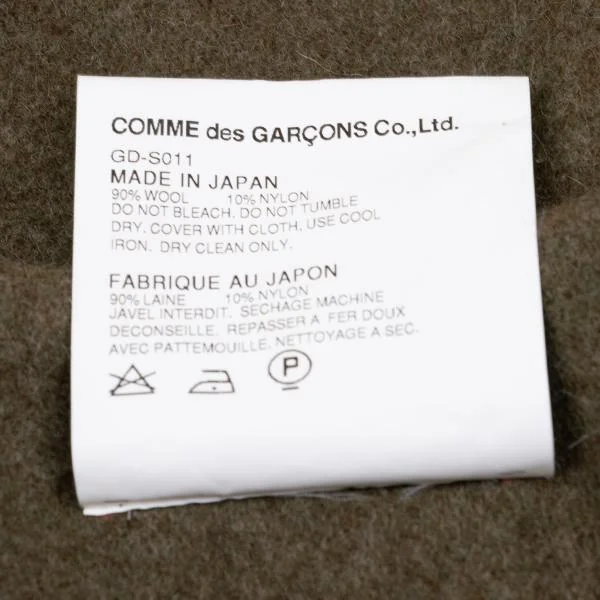 COMME des GARÇONS Co.,Ltd.
GD-S011
MADE IN JAPAN
90% WOOL 10% NYLON
DO NOT BLEACH. DO NOT TUMBLE
DRY. COVER WITH CLOTH. USE COOL
IRON. DRY CLEAN ONLY.
FABRIQUE AU JAPON
90% LAINE 10% NYLON
JAVEL INTERDIT. SECHAGE MACHINE
DECONSEILLE. REPASSER A FER DOUX
AVEC PATTEMOUILLE. NETTOYAGE A SEC.
P